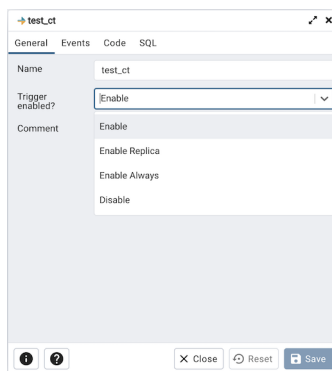 test_ct
General Events Code SQL
Name test_ct
Trigger enabled? Enable
Comment Enable
Enable Replica
Enable Always
Disable
Close Reset Save